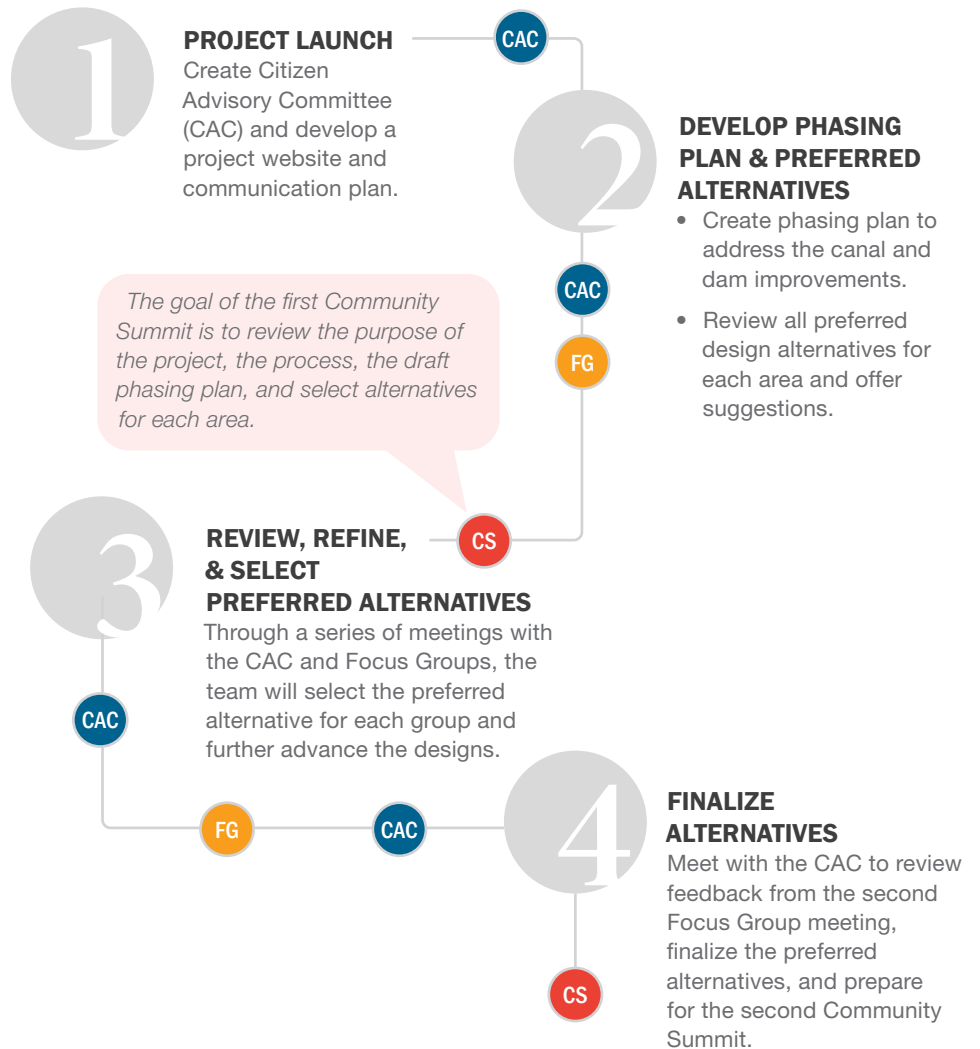 1
PROJECT LAUNCH
Create Citizen
Advisory Committee
(CAC) and develop a
project website and
communication plan.
CAC
2
DEVELOP PHASING
PLAN & PREFERRED
ALTERNATIVES
• Create phasing plan to
address the canal and
dam improvements.
• Review all preferred
design alternatives for
each area and offer
suggestions.
CAC
FG
The goal of the first Community
Summit is to review the purpose of
the project, the process, the draft
phasing plan, and select alternatives
for each area.
CS
3
REVIEW, REFINE,
& SELECT
PREFERRED ALTERNATIVES
Through a series of meetings with
the CAC and Focus Groups, the
team will select the preferred
alternative for each group and
further advance the designs.
CAC
FG
CAC
4
FINALIZE
ALTERNATIVES
Meet with the CAC to review
feedback from the second
Focus Group meeting,
finalize the preferred
alternatives, and prepare
for the second Community
Summit.
CS